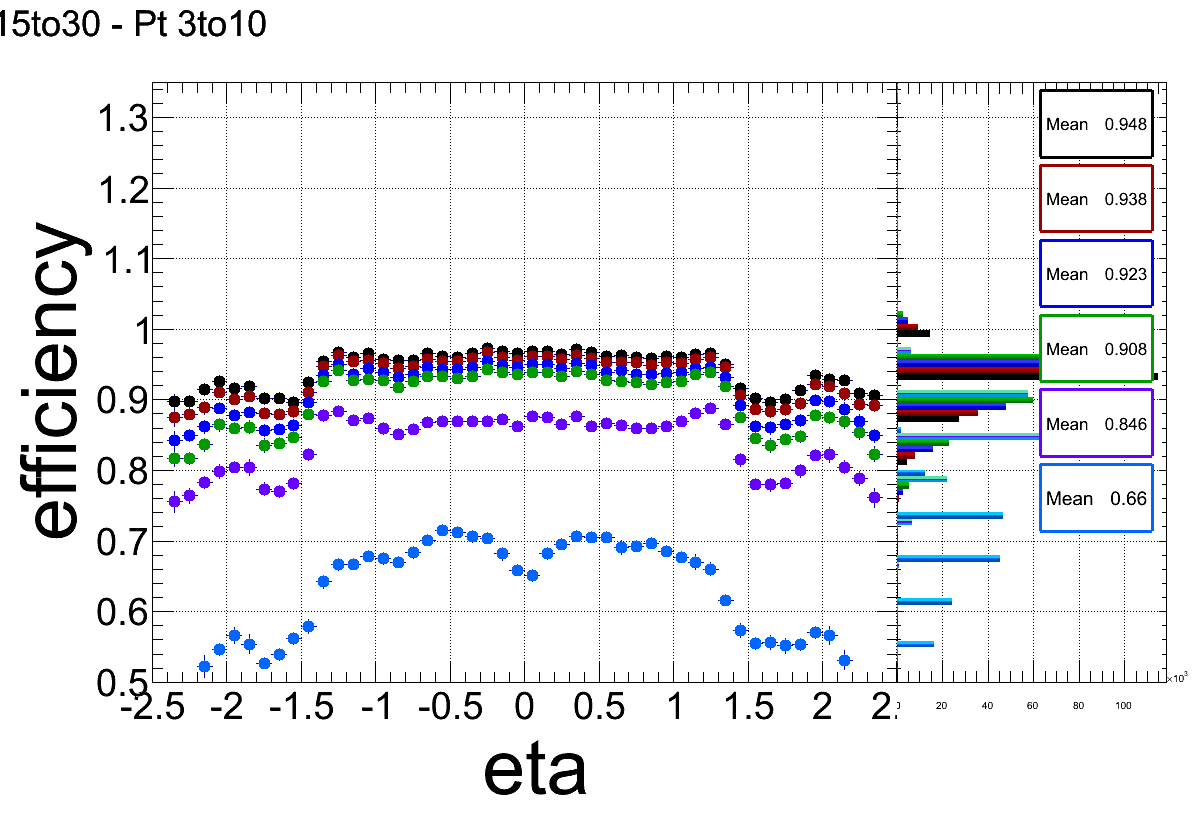 15to30 - Pt 3to10
efficiency
1.3
1.2
1.1
1
0.9
0.8
0.7
0.6
0.5
-2.5 -2 -1.5 -1 -0.5 0 0.5 1 1.5 2 2.
eta
Mean 0.948
Mean 0.938
Mean 0.923
Mean 0.908
Mean 0.846
Mean 0.66
×10³
0 20 40 60 80 100